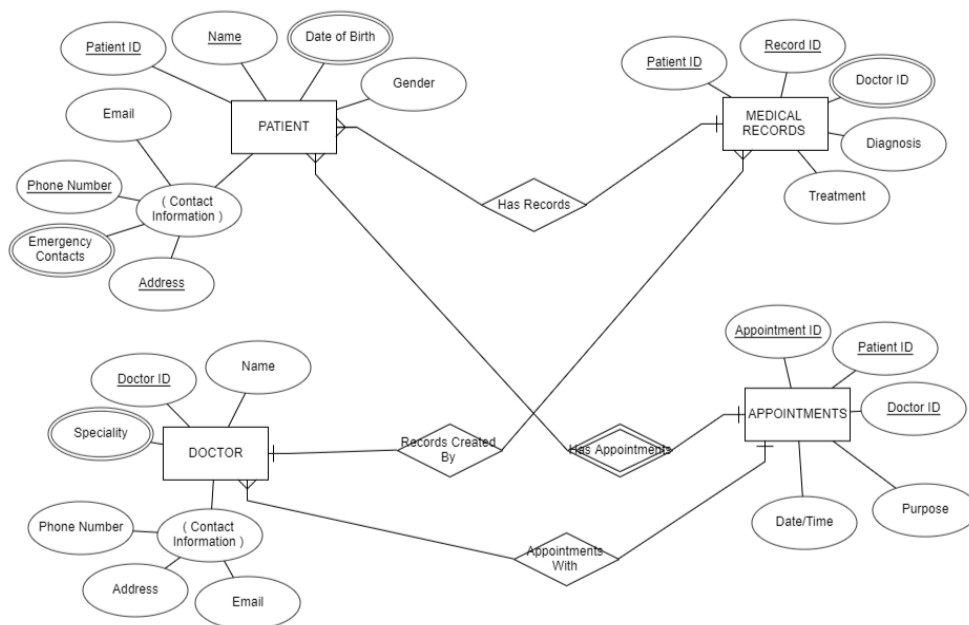 Patient ID
Name
Date of Birth
Gender
Email
PATIENT
Phone Number
( Contact
Information )
Emergency
Contacts
Address
Has Records
Patient ID
Record ID
Doctor ID
MEDICAL
RECORDS
Diagnosis
Treatment
Doctor ID
Name
Speciality
DOCTOR
Phone Number
( Contact
Information )
Address
Email
Records Created
By
Has Appointments
Appointments
With
Appointment ID
Patient ID
Doctor ID
APPOINTMENTS
Date/Time
Purpose